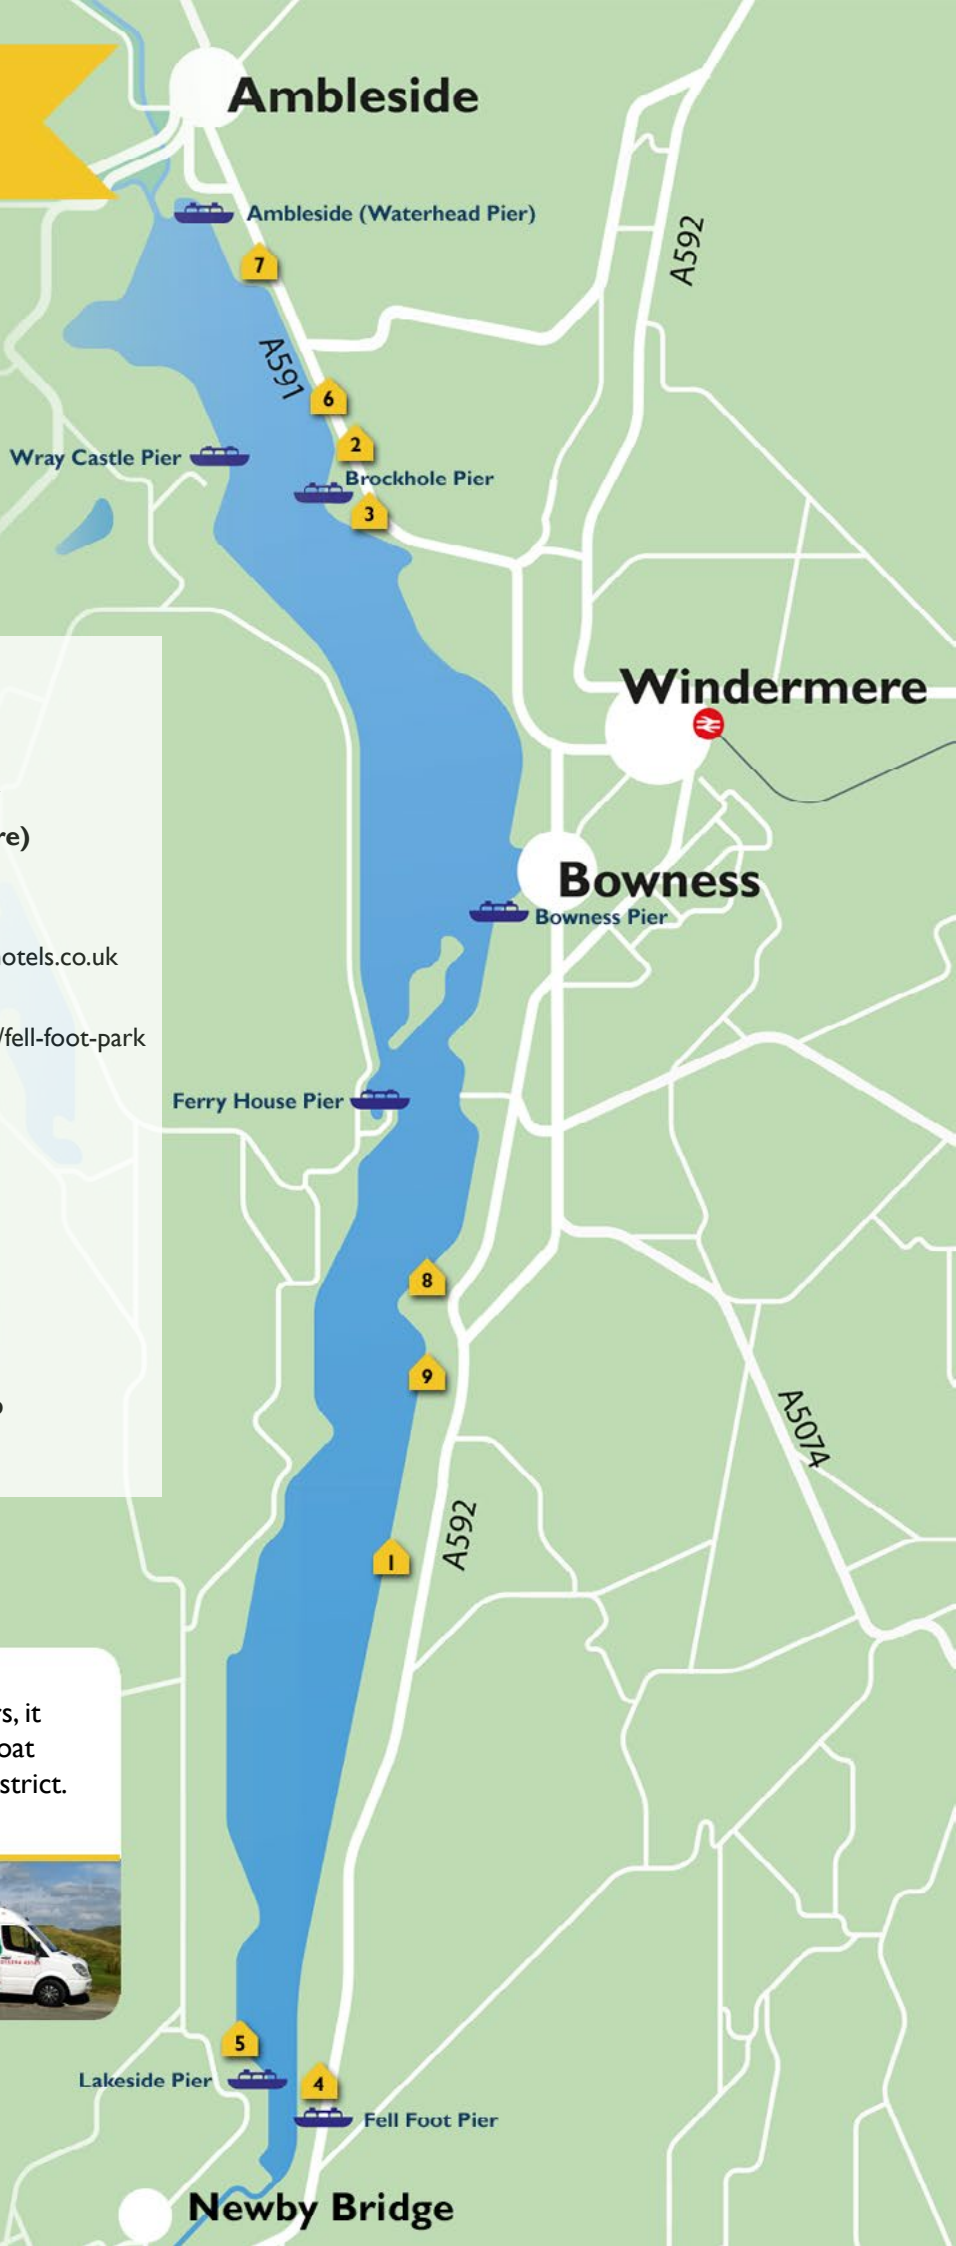 Ambleside
Ambleside (Waterhead Pier)
A592
7
A591
6
2
Wray Castle Pier
Brockhole Pier
3
Windermere
re)
Bowness
Bowness Pier
otels.co.uk
/fell-foot-park
Ferry House Pier
8
9
A5074
A592
1
s, it
oat
strict.
5
Lakeside Pier
4
Fell Foot Pier
Newby Bridge